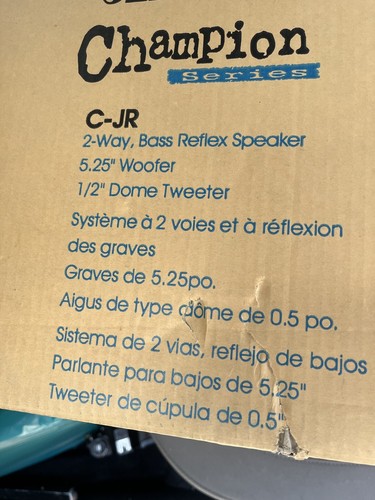 Champion
Series
C-JR
2-Way, Bass Reflex Speaker
5.25" Woofer
1/2" Dome Tweeter
Système à 2 voies et à réflexion
des graves
Graves de 5.25po.
Aigus de type dôme de 0.5 po.
Sistema de 2 vias, reflejo de bajos
Parlante para bajos de 5.25"
Tweeter de cúpula de 0.5"